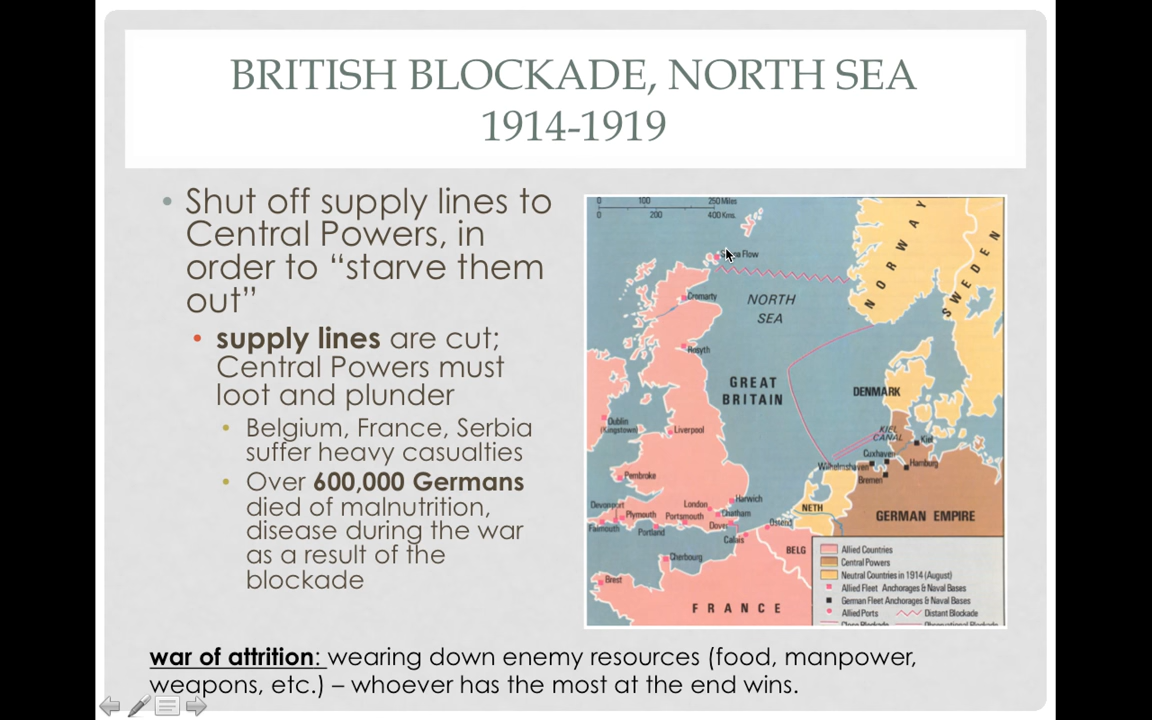 BRITISH BLOCKADE, NORTH SEA
1914-1919
• Shut off supply lines to
Central Powers, in
order to “starve them
out”
• supply lines are cut;
Central Powers must
loot and plunder
• Belgium, France, Serbia
suffer heavy casualties
• Over 600,000 Germans
died of malnutrition,
disease during the war
as a result of the
blockade
0 100 250 Miles
0 200 400 Kms.
Flow
NORWAY
SWEDEN
Cromarty
NORTH
SEA
Rosyth
GREAT
BRITAIN
DENMARK
Dublin
(Kingstown)
Liverpool
KIEL
CANAL
Kiel
Cuxhaven
Wilhelmshaven
Hamburg
Bremen
Pembroke
London
Harwich
Chatham
NETH
GERMAN EMPIRE
Devonport
Plymouth
Portsmouth
Dover
Ostend
Falmouth
Portland
Calais
BELG
Cherbourg
Brest
FRANCE
Allied Countries
Central Powers
Neutral Countries in 1914 (August)
Allied Fleet Anchorages & Naval Bases
German Fleet Anchorages & Naval Bases
Allied Ports
Distant Blockade
war of attrition: wearing down enemy resources (food, manpower,
weapons, etc.) – whoever has the most at the end wins.